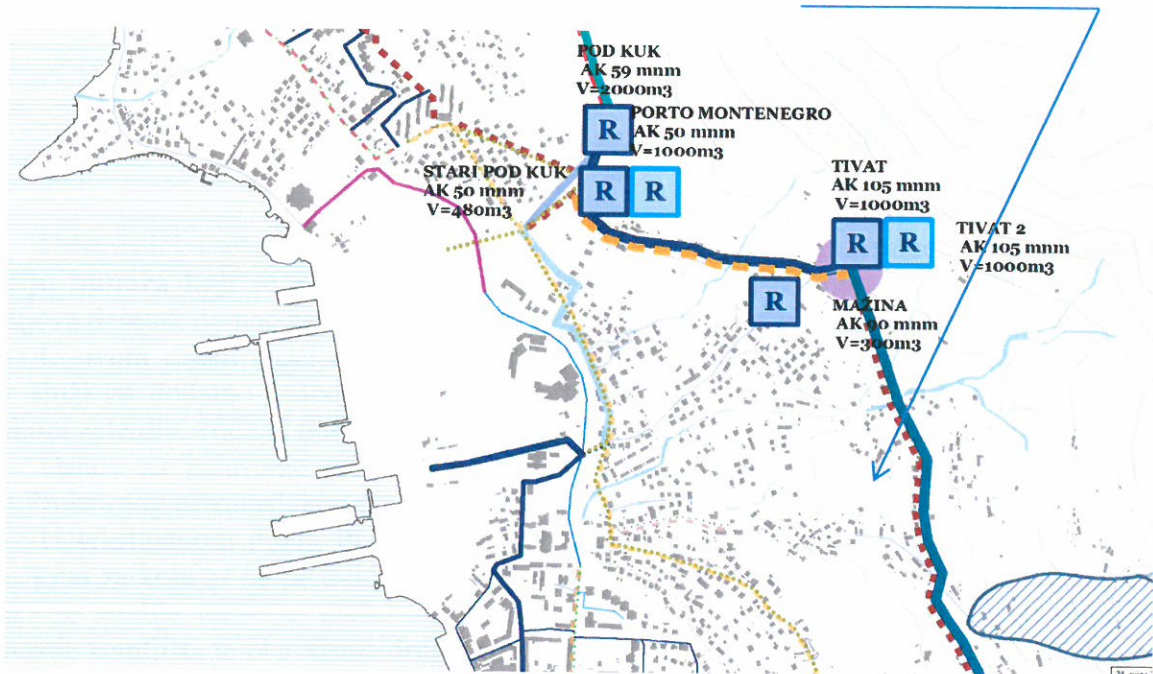 POD KUK
AK 59 mnm
V=2000m3
R
PORTO MONTENEGRO
AK 50 mnm
V=1000m3
STARI POD KUK
AK 50 mnm
V=480m3
R
R
TIVAT
AK 105 mnm
V=1000m3
R
R
TIVAT 2
AK 105 mnm
V=1000m3
R
MAŽINA
AK 90 mnm
V=300m3